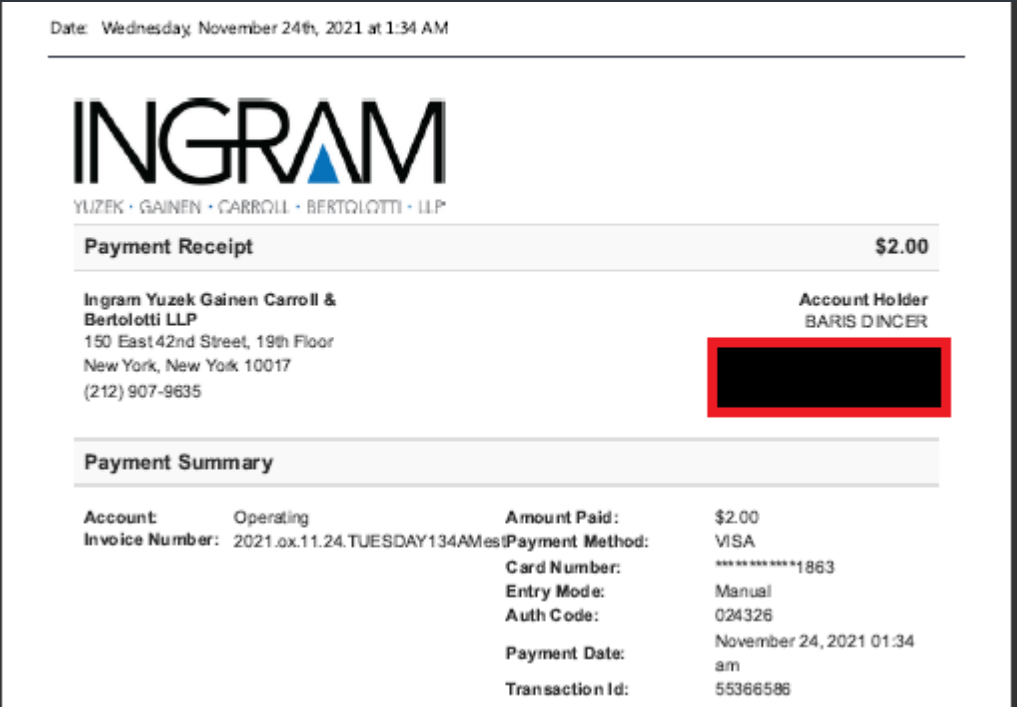 Date: Wednesday, November 24th, 2021 at 1:34 AM
INGRAM
YUZEK · GAINEN · CARROLL · BERTOLOTTI · LLP
Payment Receipt $2.00
Ingram Yuzek Gainen Carroll &
Bertolotti LLP
150 East 42nd Street, 19th Floor
New York, New York 10017
(212) 907-9635
Account Holder
BARIS DINCER
Payment Summary
Account: Operating
Invoice Number: 2021.ox.11.24.TUESDAY134AMest
Amount Paid: $2.00
Payment Method: VISA
Card Number: ************1863
Entry Mode: Manual
Auth Code: 024326
Payment Date: November 24, 2021 01:34
am
Transaction Id: 55366586